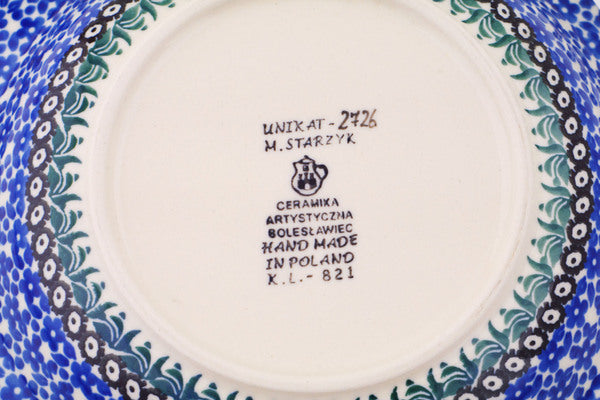 UNIKAT-2726
M. STARZYK
CERAMIKA
ARTYSTYCZNA
BOLESŁAWIEC
HAND MADE
IN POLAND
K.L.-821